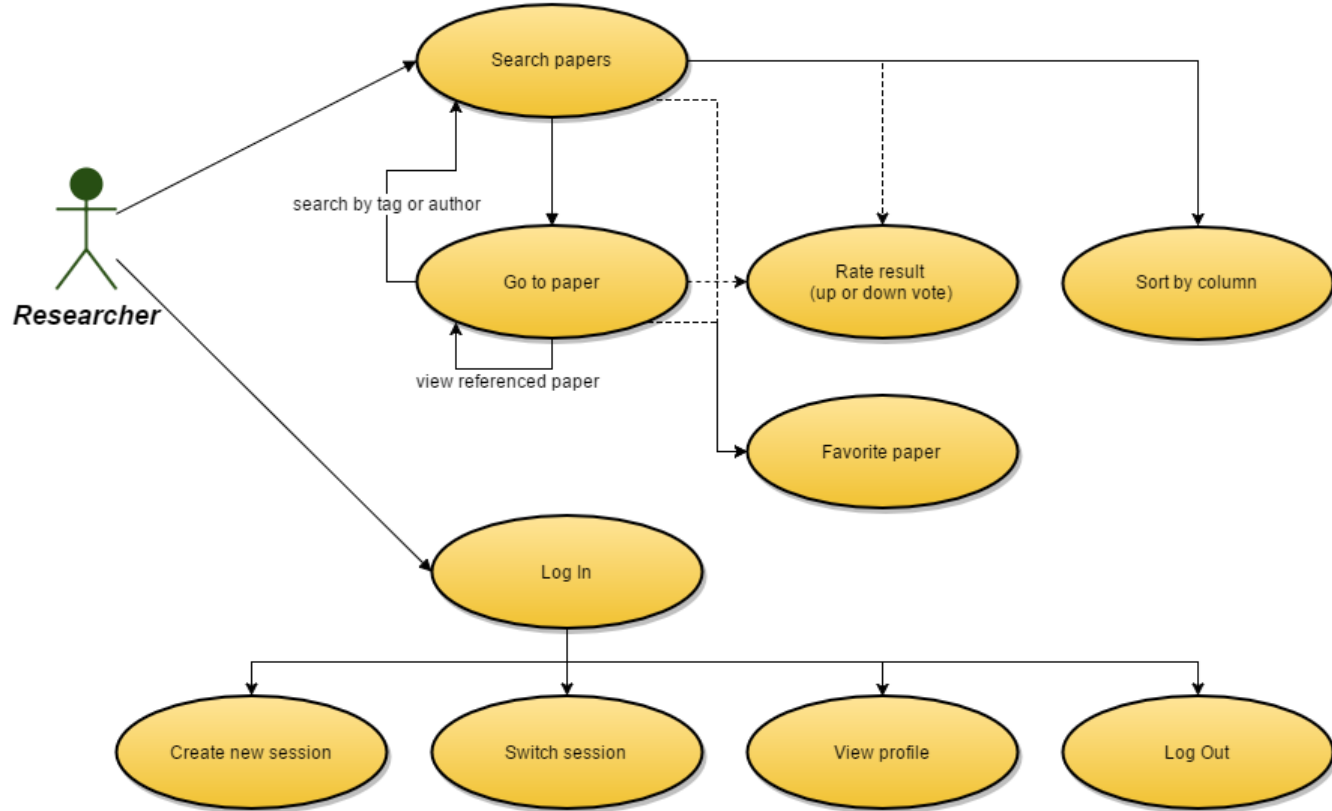 Search papers
search by tag or author
Researcher
Go to paper
Rate result
(up or down vote)
Sort by column
view referenced paper
Favorite paper
Log In
Create new session
Switch session
View profile
Log Out